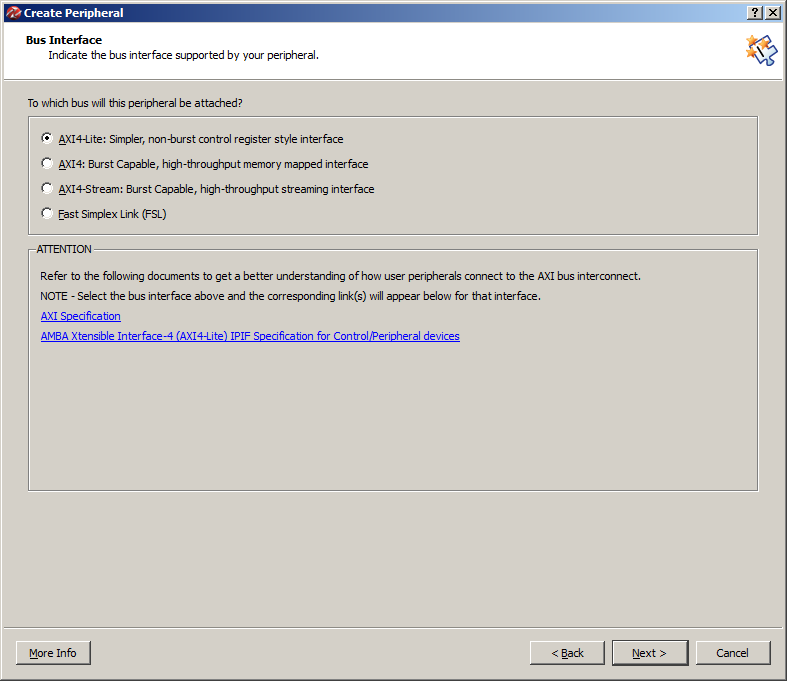 Create Peripheral
Bus Interface
Indicate the bus interface supported by your peripheral.
To which bus will this peripheral be attached?
AXI4-Lite: Simpler, non-burst control register style interface
AXI4: Burst Capable, high-throughput memory mapped interface
AXI4-Stream: Burst Capable, high-throughput streaming interface
Fast Simplex Link (FSL)
ATTENTION
Refer to the following documents to get a better understanding of how user peripherals connect to the AXI bus interconnect.
NOTE - Select the bus interface above and the corresponding link(s) will appear below for that interface.
AXI Specification
AMBA Xtensible Interface-4 (AXI4-Lite) IPIF Specification for Control/Peripheral devices
More Info
< Back
Next >
Cancel